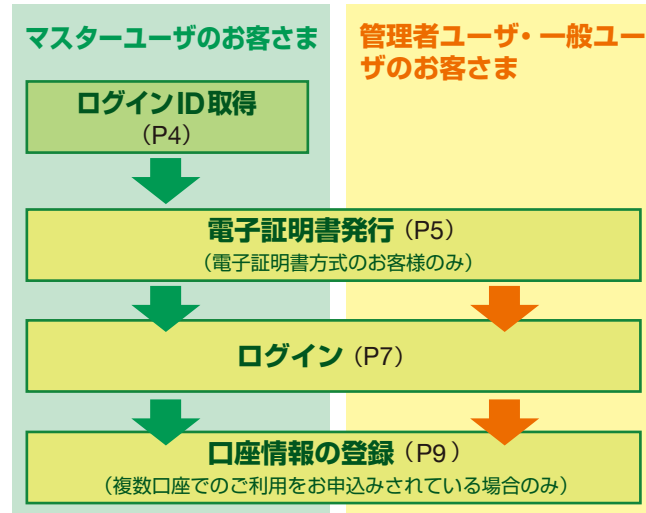 マスターユーザのお客さま
管理者ユーザ・一般ユー
ザのお客さま
ログインID取得
（P4）
電子証明書発行（P5）
（電子証明書方式のお客様のみ）
ログイン（P7）
口座情報の登録（P9）
（複数口座でのご利用をお申込みされている場合のみ）